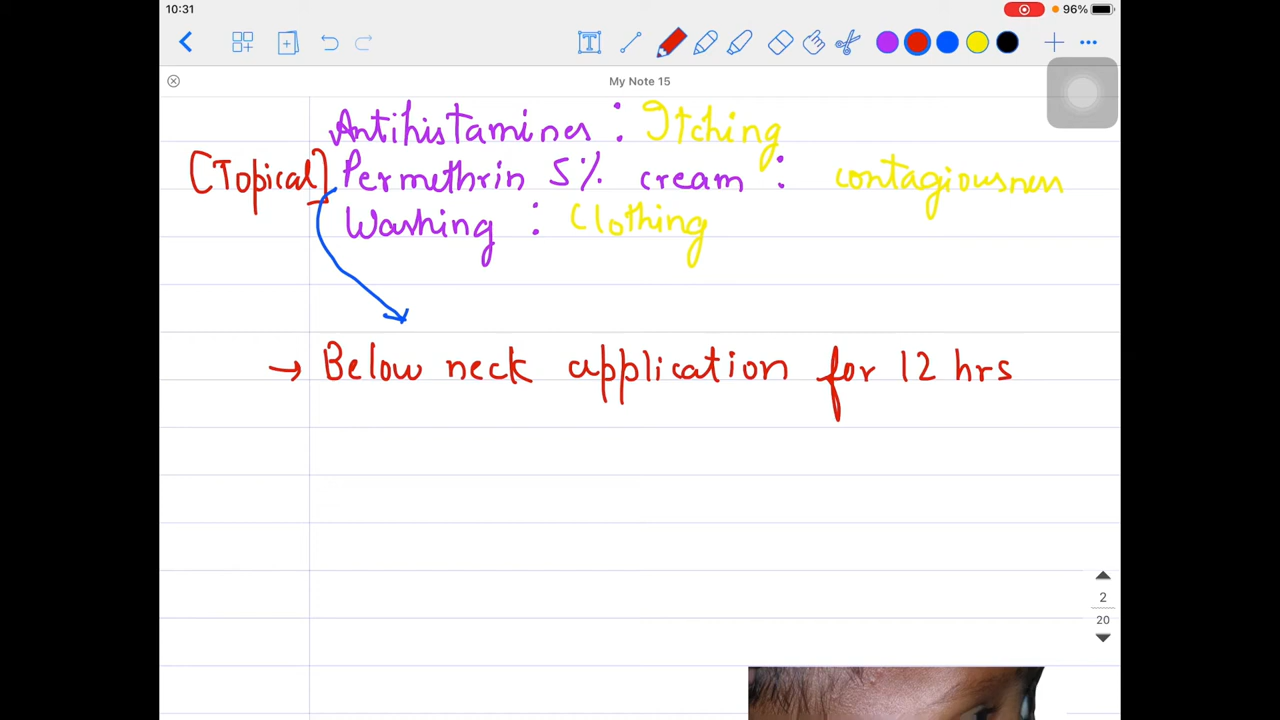 10:31
96%
My Note 15
Antihistamines : Itching
[Topical] Permethrin 5% cream : contagiousness
Washing : Clothing
→ Below neck application for 12 hrs
2
20